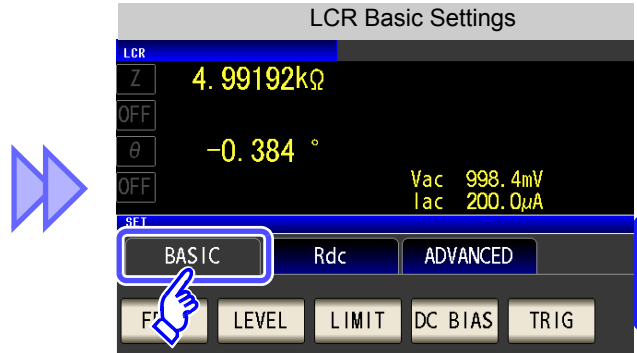 LCR Basic Settings
LCR
Z 4.99192kΩ
OFF
θ -0.384 °
OFF
Vac 998.4mV
Iac 200.0μA
SET
BASIC Rdc ADVANCED
LEVEL LIMIT DC BIAS TRIG